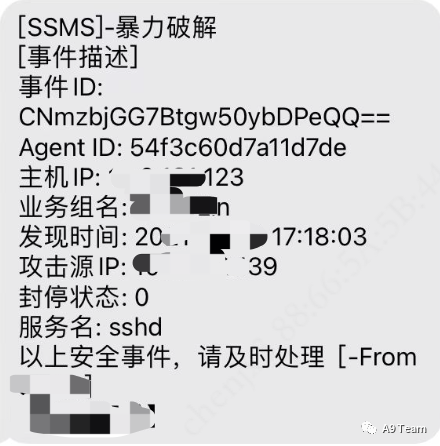 [SSMS]-暴力破解
[事件描述]
事件ID:
CNmzbjGG7Btgw50ybDPeQQ==
Agent ID: 54f3c60d7a11d7de
主机IP: 123
业务组名:
发现时间: 20 17:18:03
攻击源IP: 39
封停状态: 0
服务名: sshd
以上安全事件，请及时处理 [-From
]
A9 Team